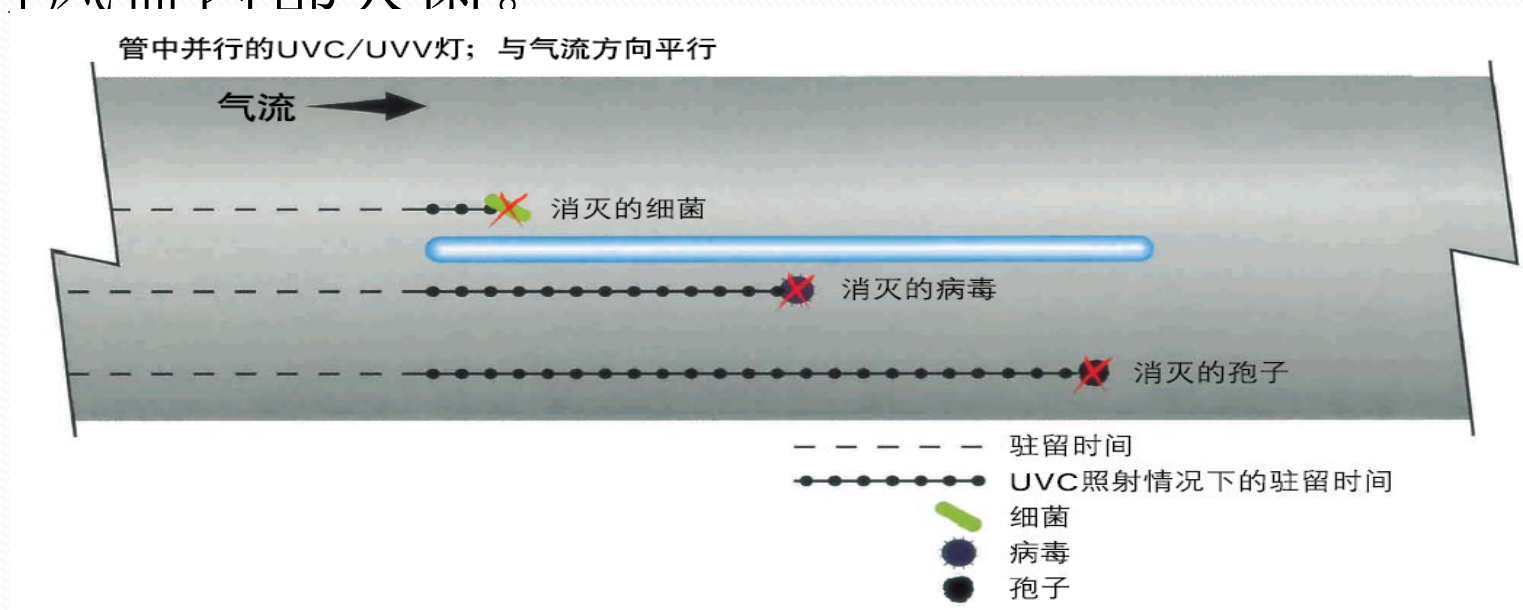 管中并行的UVC/UVV灯；与气流方向平行
气流
消灭的细菌
消灭的病毒
消灭的孢子
驻留时间
UVC照射情况下的驻留时间
细菌
病毒
孢子